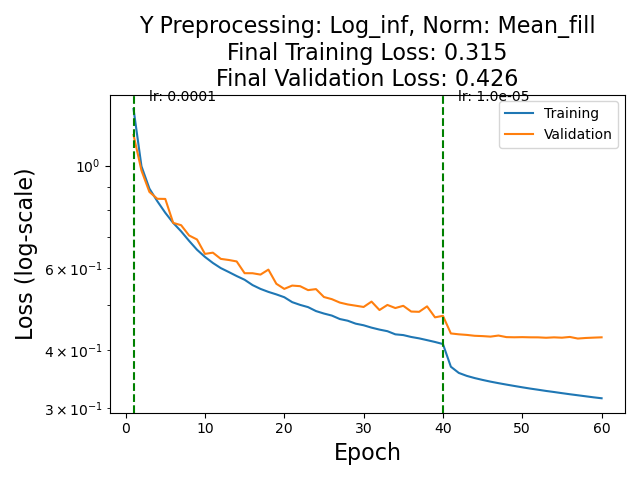 Y Preprocessing: Log_inf, Norm: Mean_fill
Final Training Loss: 0.315
Final Validation Loss: 0.426
lr: 0.0001
lr: 1.0e-05
Training
Validation
10⁰
6 × 10⁻¹
4 × 10⁻¹
3 × 10⁻¹
Loss (log-scale)
0 10 20 30 40 50 60
Epoch